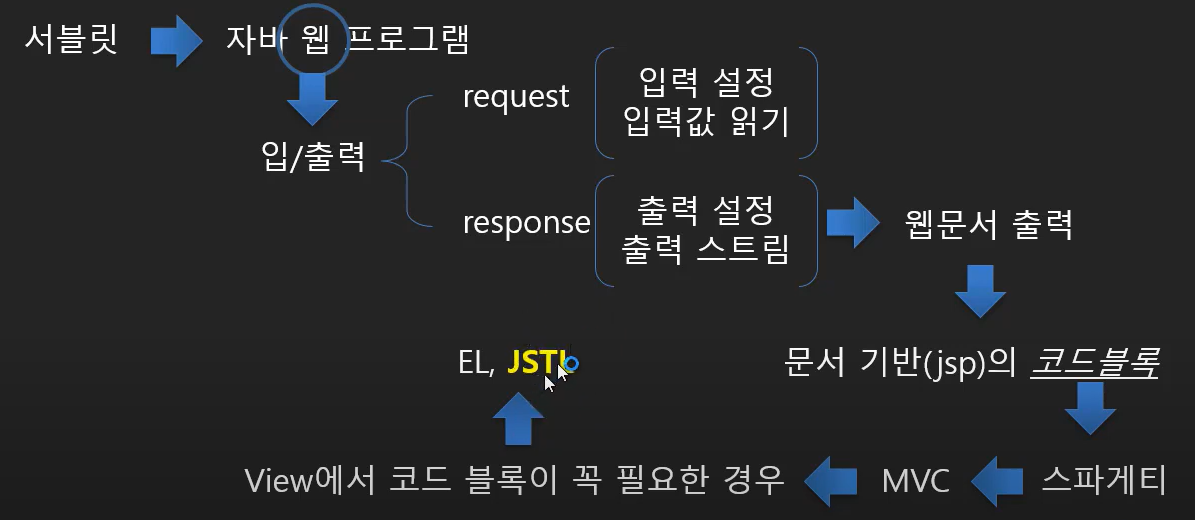 서블릿
자바 웹 프로그램
입/출력
request
입력 설정
입력값 읽기
response
출력 설정
출력 스트림
웹문서 출력
문서 기반(jsp)의 코드블록
스파게티
MVC
View에서 코드 블록이 꼭 필요한 경우
EL, JSTL